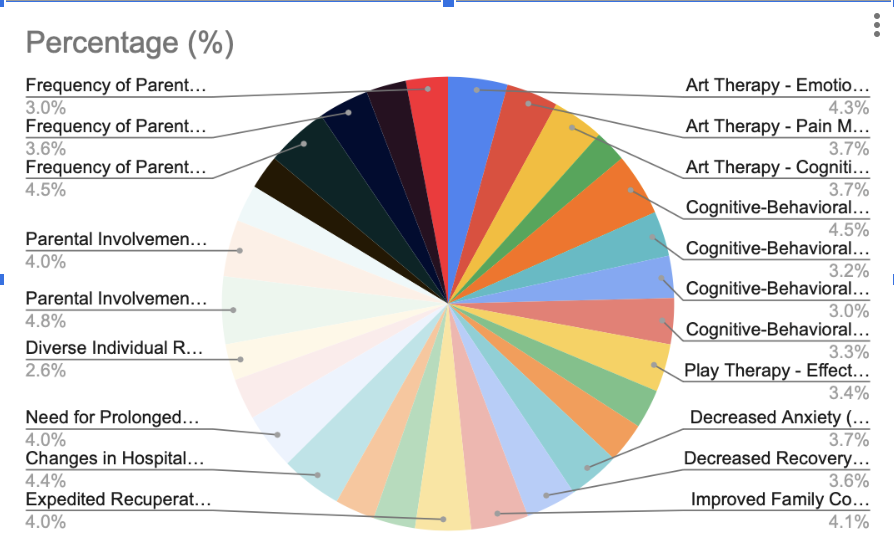 Percentage (%)
Frequency of Parent…
3.0%
Frequency of Parent…
3.6%
Frequency of Parent…
4.5%
Parental Involvemen…
4.0%
Parental Involvemen…
4.8%
Diverse Individual R…
2.6%
Need for Prolonged…
4.0%
Changes in Hospital…
4.4%
Expedited Recuperat…
4.0%
Art Therapy - Emotio…
4.3%
Art Therapy - Pain M…
3.7%
Art Therapy - Cogniti…
3.7%
Cognitive-Behavioral…
4.5%
Cognitive-Behavioral…
3.2%
Cognitive-Behavioral…
3.0%
Cognitive-Behavioral…
3.3%
Play Therapy - Effect…
3.4%
Decreased Anxiety (…
3.7%
Decreased Recovery…
3.6%
Improved Family Co…
4.1%